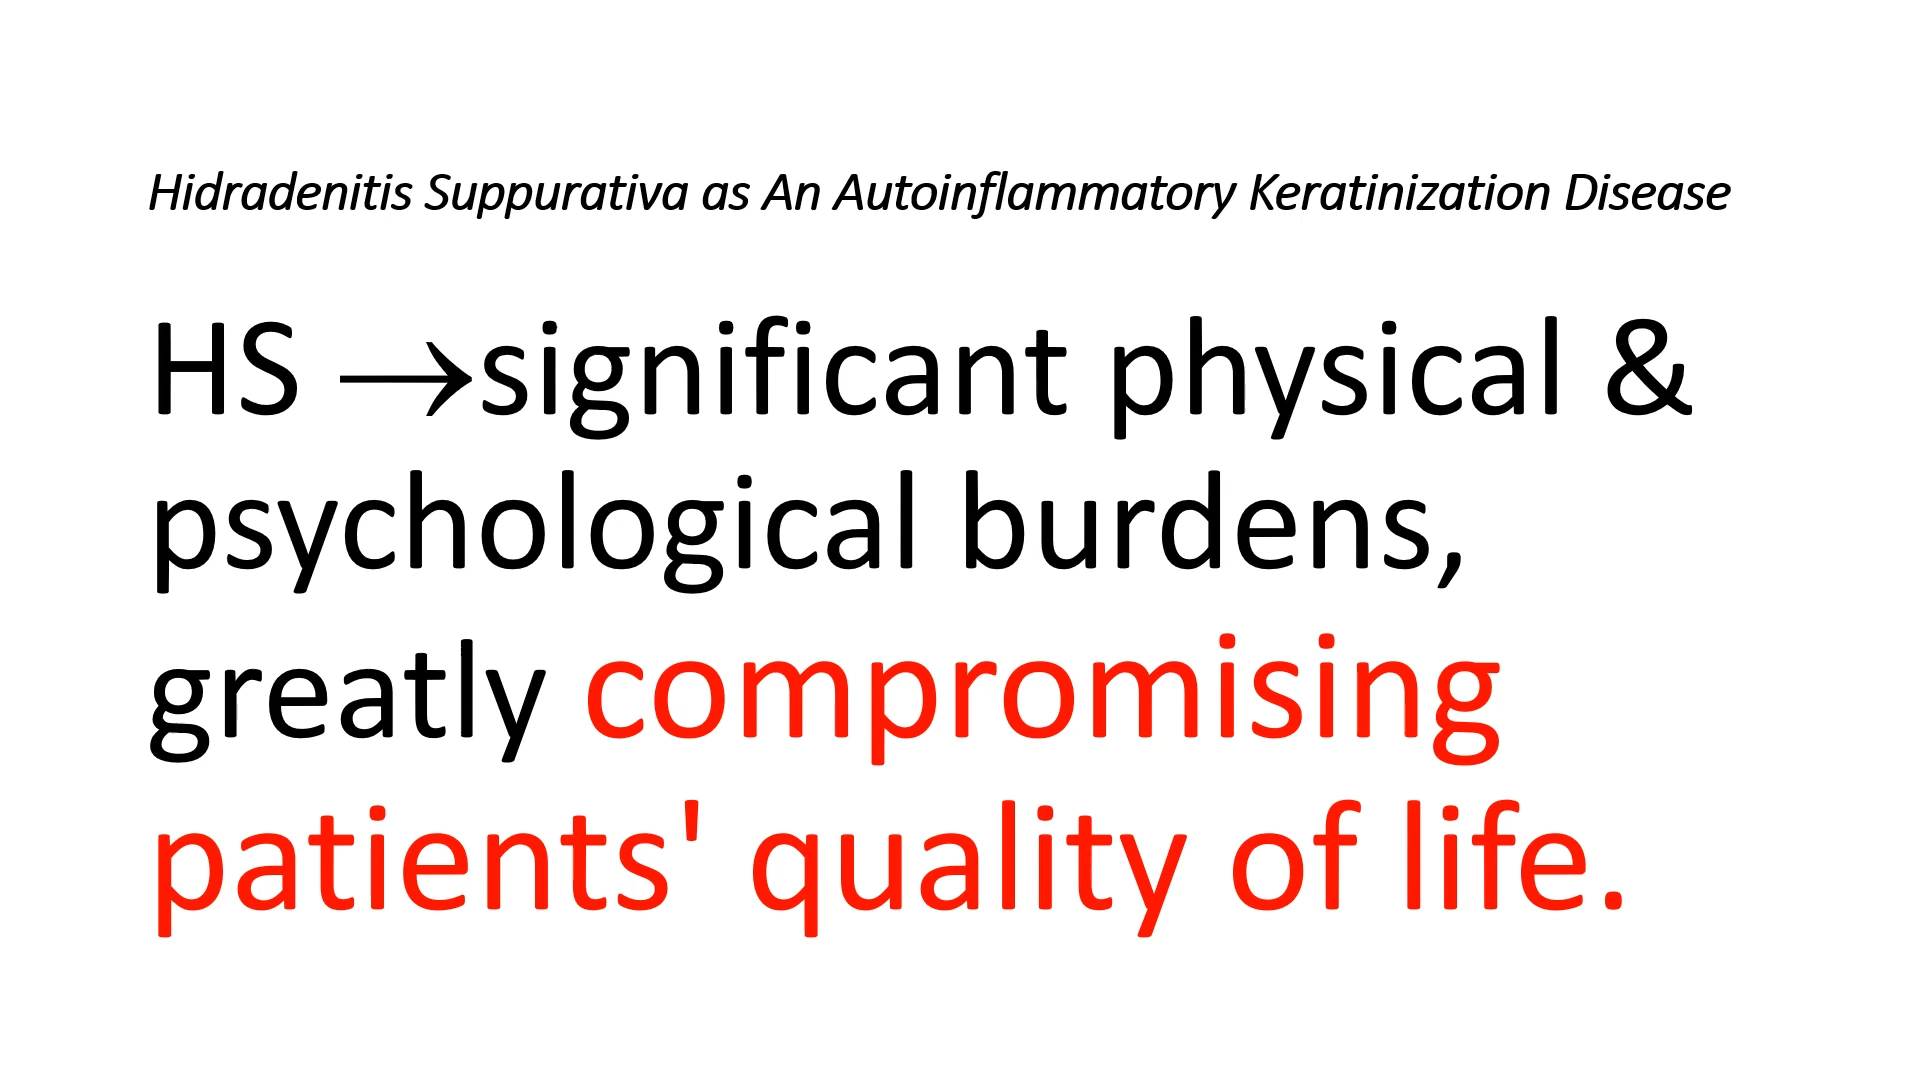 Hidradenitis Suppurativa as An Autoinflammatory Keratinization Disease
HS →significant physical &
psychological burdens,
greatly compromising
patients' quality of life.